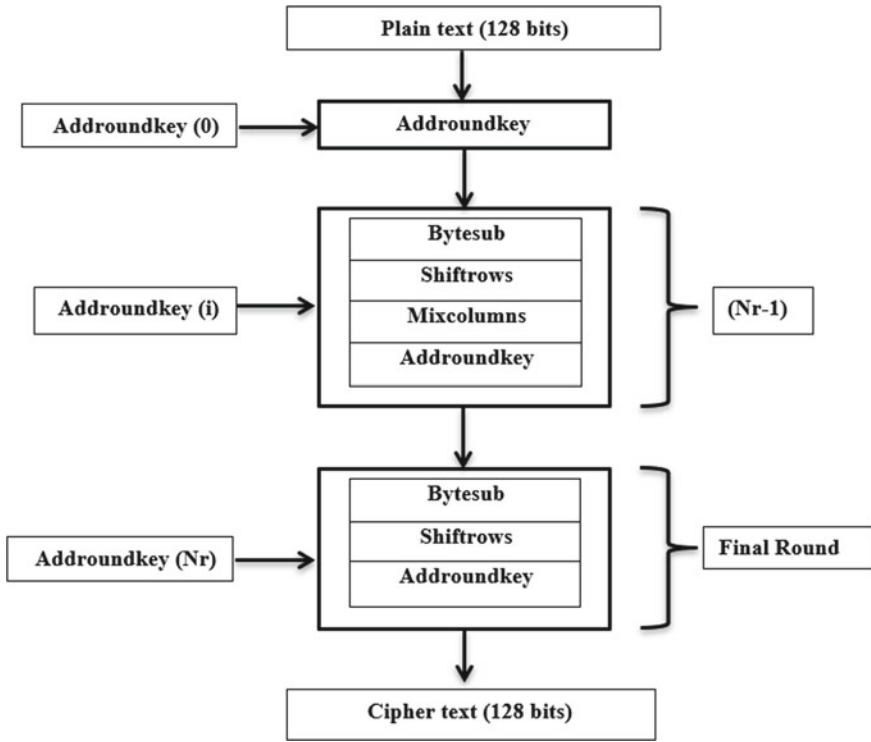 Plain text (128 bits)
Addroundkey (0)
Addroundkey
Bytesub
Shiftrows
Addroundkey (i)
Mixcolumns
(Nr-1)
Addroundkey
Bytesub
Shiftrows
Addroundkey (Nr)
Final Round
Addroundkey
Cipher text (128 bits)